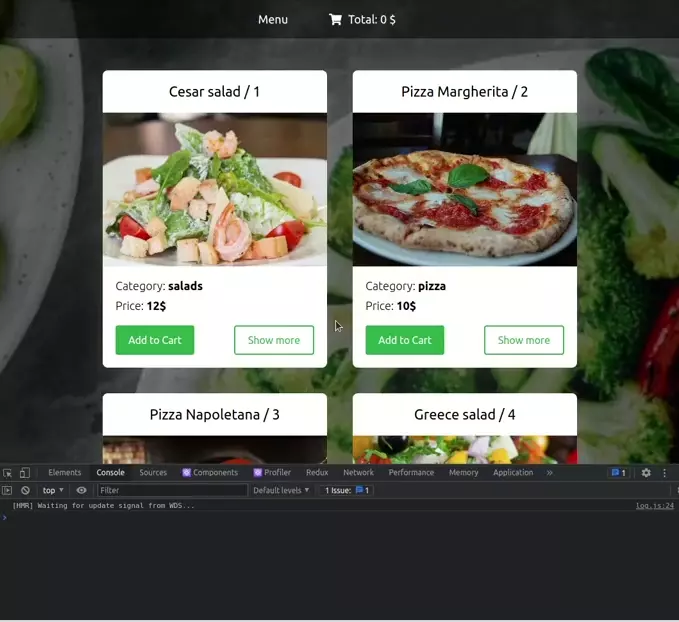 Menu Total: 0 $
Cesar salad / 1
Pizza Margherita / 2
Category: salads
Price: 12$
Add to Cart Show more
Category: pizza
Price: 10$
Add to Cart Show more
Pizza Napoletana / 3
Greece salad / 4
Elements Console Sources Components Profiler Redux Network Performance Memory Application » 1
top Filter Default levels 1 Issue: 1
[HMR] Waiting for update signal from WDS... log.js:24